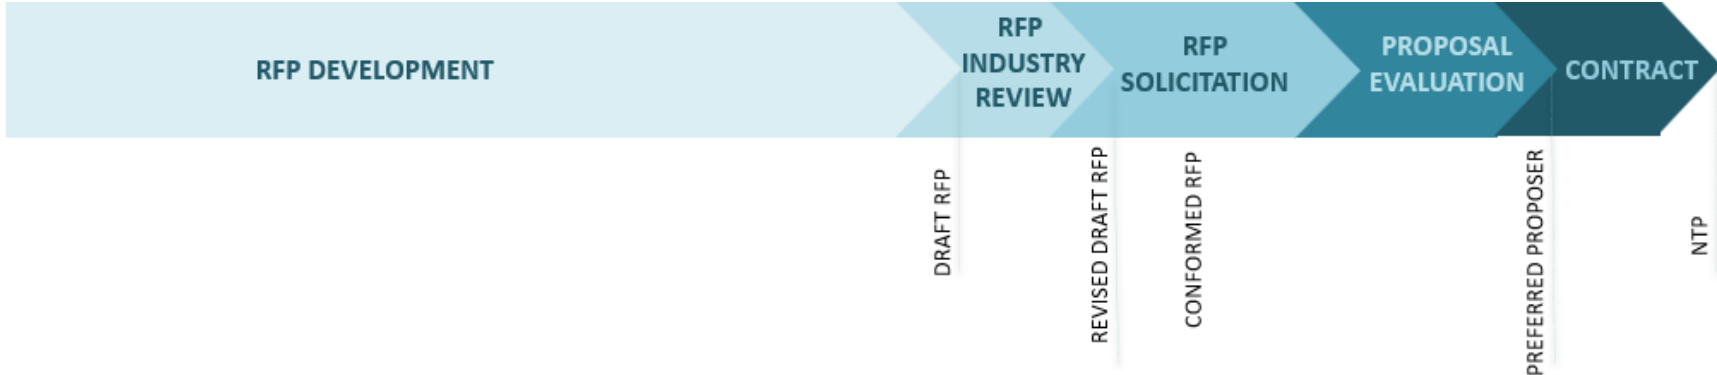 RFP DEVELOPMENT
RFP
INDUSTRY
REVIEW
RFP
SOLICITATION
PROPOSAL
EVALUATION
CONTRACT
DRAFT RFP
REVISED DRAFT RFP
CONFORMED RFP
PREFERRED PROPOSER
NTP